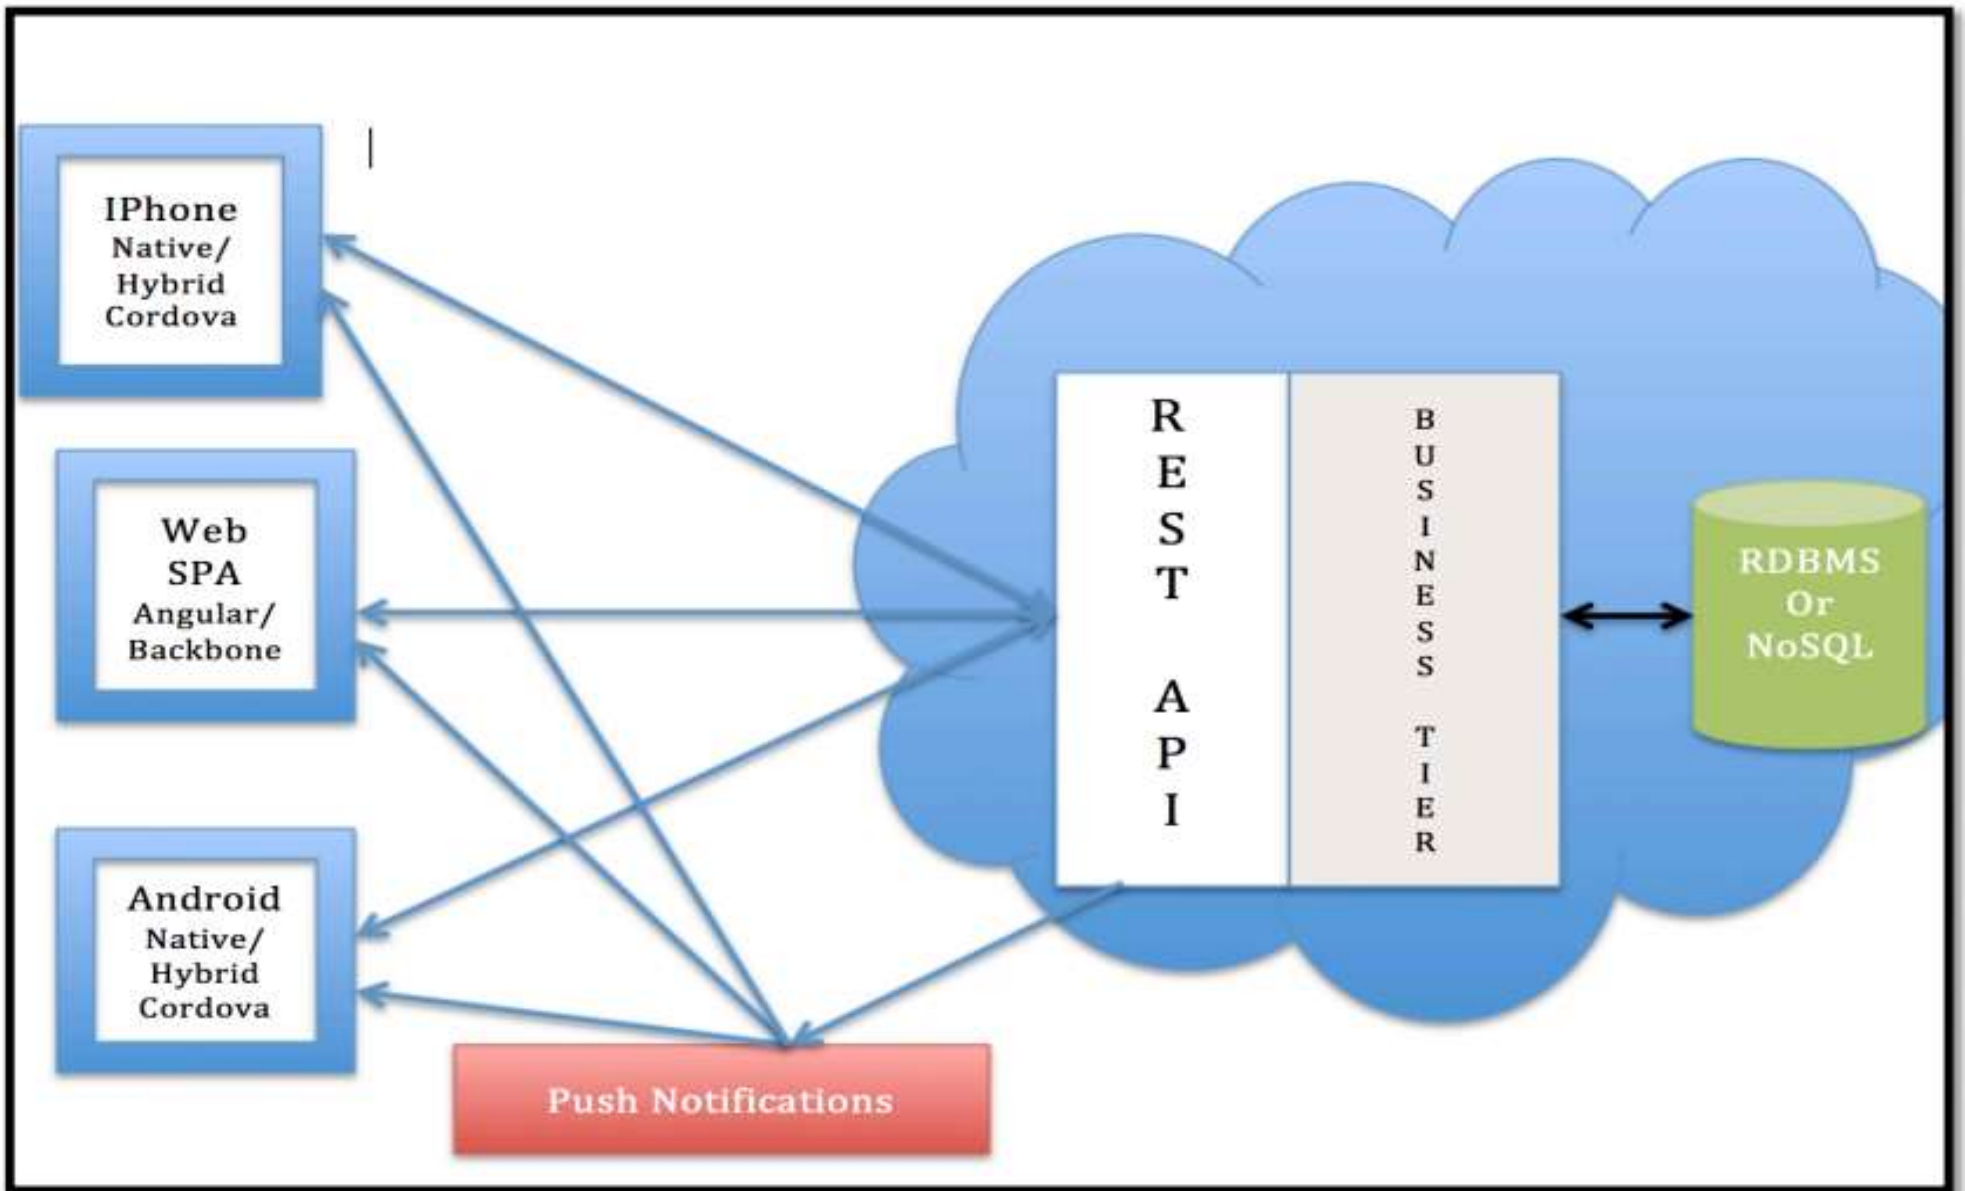 IPhone
Native/
Hybrid
Cordova
Web
SPA
Angular/
Backbone
Android
Native/
Hybrid
Cordova
Push Notifications
R
E
S
T
A
P
I
B
U
S
I
N
E
S
S
T
I
E
R
RDBMS
Or
NoSQL